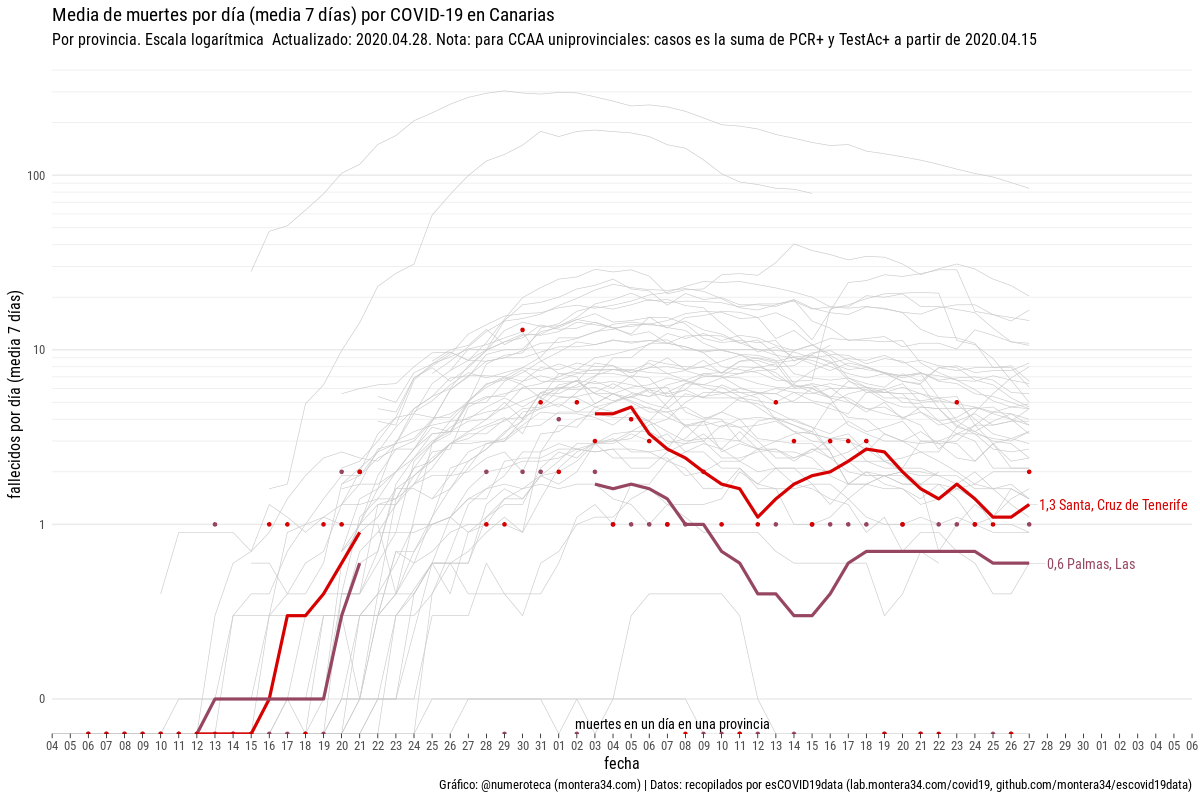 Media de muertes por día (media 7 días) por COVID-19 en Canarias
Por provincia. Escala logarítmica  Actualizado: 2020.04.28. Nota: para CCAA uniprovinciales: casos es la suma de PCR+ y TestAc+ a partir de 2020.04.15
fallecidos por día (media  7 días)
100
10
1
0
1,3 Santa, Cruz de Tenerife
0,6 Palmas, Las
muertes en un día en una provincia
04 05 06 07 08 09 10 11 12 13 14 15 16 17 18 19 20 21 22 23 24 25 26 27 28 29 30 31 01 02 03 04 05 06 07 08 09 10 11 12 13 14 15 16 17 18 19 20 21 22 23 24 25 26 27 28 29 30 01 02 03 04 05 06
fecha
Gráfico: @numeroteca (montera34.com) | Datos: recopilados por esCOVID19data (lab.montera34.com/covid19, github.com/montera34/escovid19data)